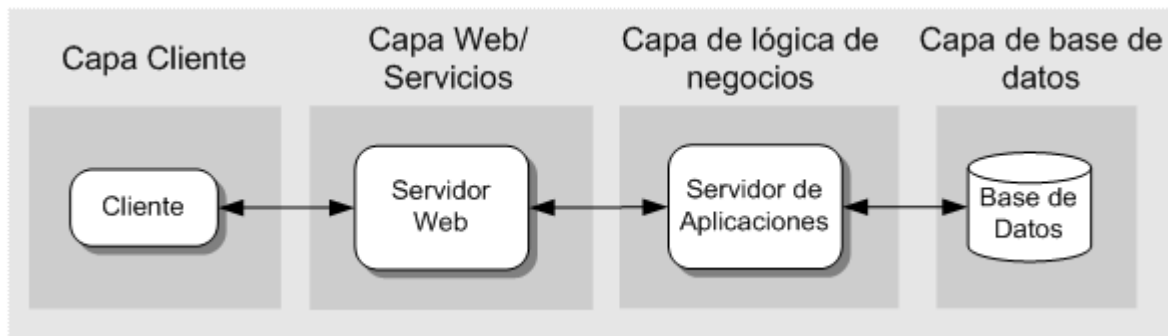 Capa Cliente
Capa Web/
Servicios
Capa de lógica de
negocios
Capa de base de
datos
Cliente
Servidor
Web
Servidor de
Aplicaciones
Base de
Datos